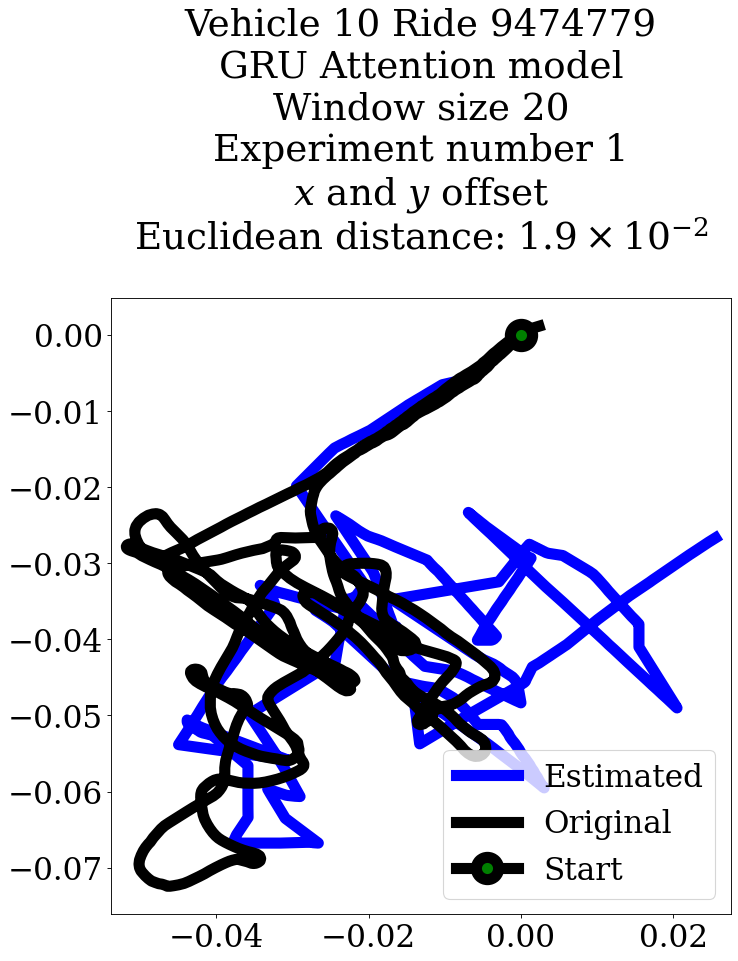 Vehicle 10 Ride 9474779
GRU Attention model
Window size 20
Experiment number 1
x and y offset
Euclidean distance: 1.9 × 10⁻²
0.00
−0.01
−0.02
−0.03
−0.04
−0.05
−0.06
−0.07
Estimated
Original
Start
−0.04
−0.02
0.00
0.02